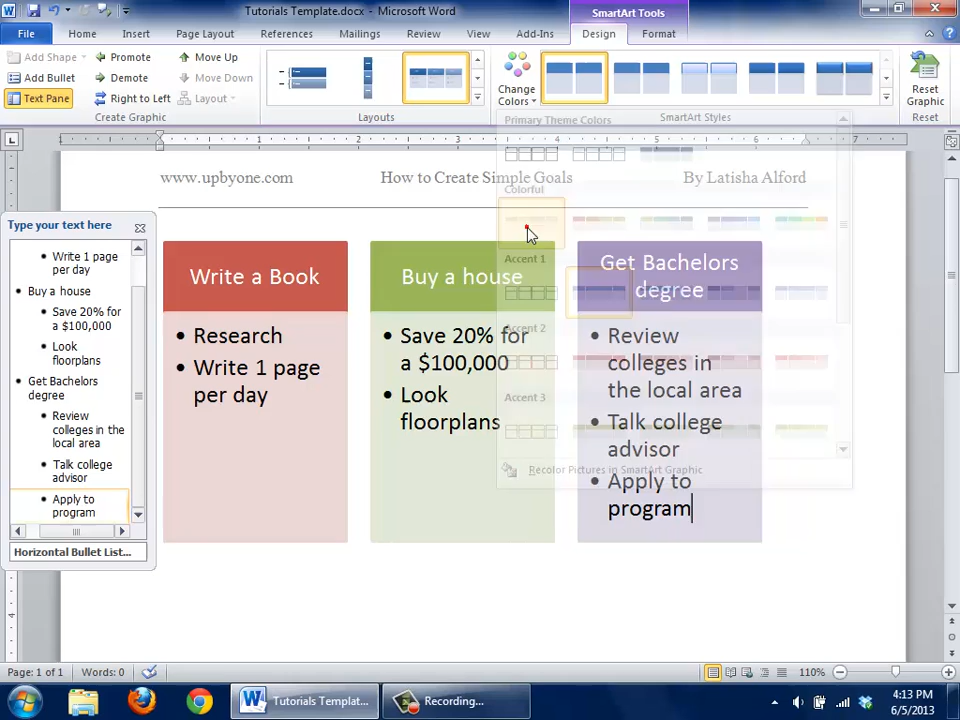 Tutorials Template.docx - Microsoft Word
SmartArt Tools
File
Home
Insert
Page Layout
References
Mailings
Review
View
Add-Ins
Design
Format
Add Shape
Add Bullet
Text Pane
Promote
Demote
Right to Left
Move Up
Move Down
Layout
Create Graphic
Layouts
Change
Colors
SmartArt Styles
Reset
Graphic
Reset
Primary Theme Colors
Colorful
Accent 1
Accent 2
Accent 3
Recolor Pictures in SmartArt Graphic
1
2
3
4
5
6
7
www.upbyone.com
How to Create Simple Goals
By Latisha Alford
Type your text here
Write 1 page
per day
Buy a house
Save 20% for
a $100,000
Look
floorplans
Get Bachelors
degree
Review
colleges in the
local area
Talk college
advisor
Apply to
program
Horizontal Bullet List...
Write a Book
• Research
• Write 1 page
per day
Buy a house
• Save 20% for
a $100,000
• Look
floorplans
Get Bachelors
degree
• Review
colleges in
the local area
• Talk college
advisor
• Apply to
program
Page: 1 of 1
Words: 0
110%
Tutorials Templat...
Recording...
4:13 PM
6/5/2013